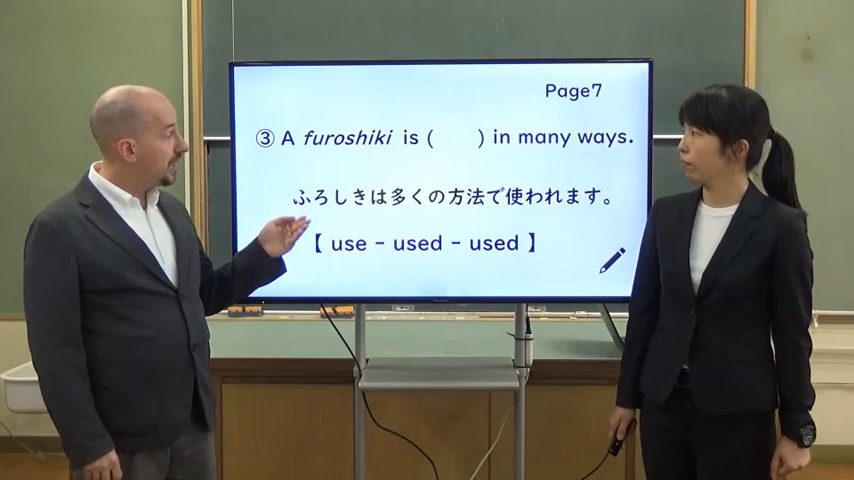 Page7
③ A furoshiki is (　　) in many ways.
ふろしきは多くの方法で使われます。
【 use - used - used 】